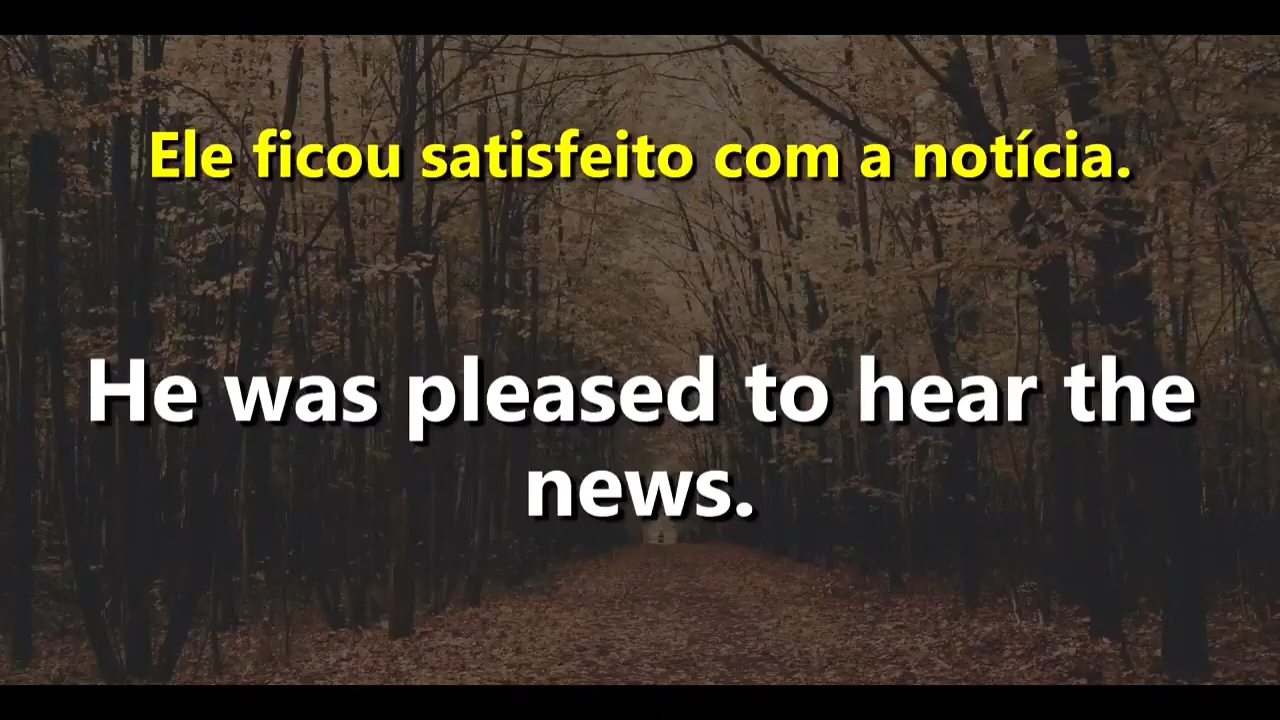 Ele ficou satisfeito com a notícia.
He was pleased to hear the
news.